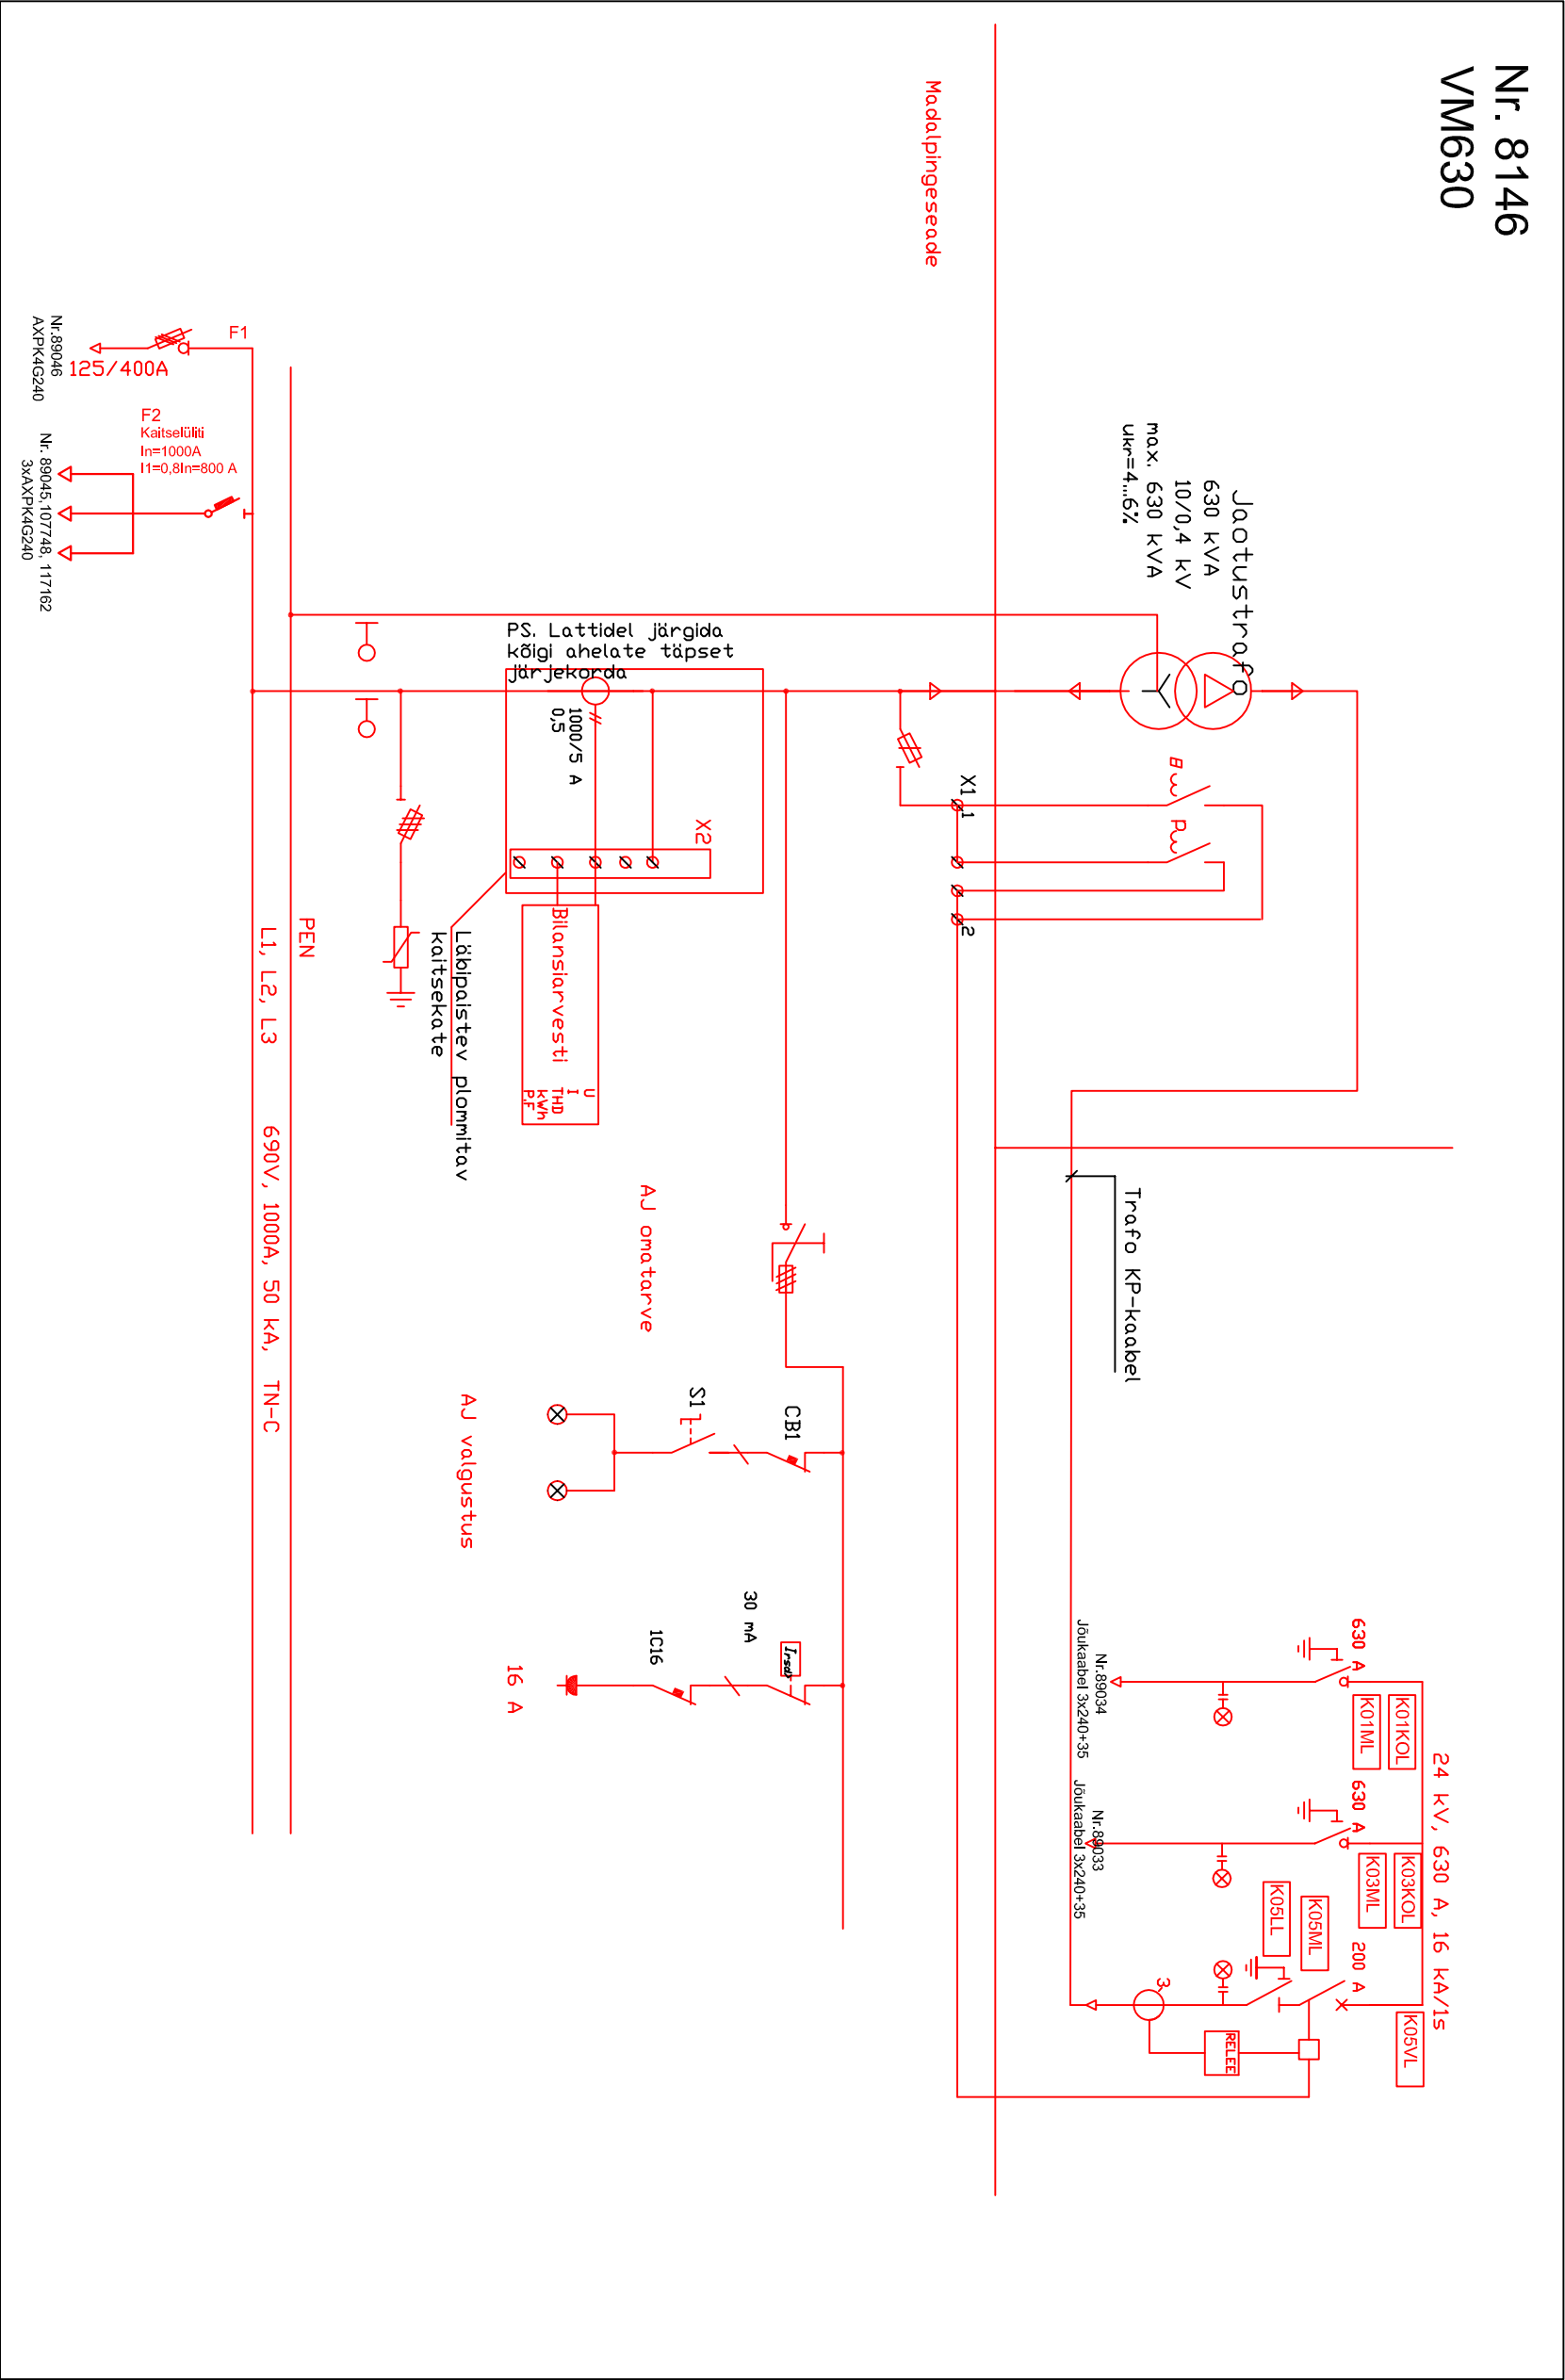 Nr. 8146
VM630
24 kV, 630 A, 16 kA/1s
630 A
K01KOL
K01ML
630 A
K03KOL
K03ML
200 A
K05VL
K05ML
K05LL
3
RELEE
Nr.89034
Jõukaabel 3x240+35
Nr.89033
Jõukaabel 3x240+35
Jaotustrafo
630 kVA
10/0,4 kV
max. 630 kVA
ukr=4...6%
Trafo KP-kaabel
B
P
X1
1
2
Madalpingeseade
PS. Lattidel järgida
kõigi ahelate täpset
järjekorda
1000/5 A
0,5
X2
Bilansiarvesti
U
I
THD
kWh
P.F
Läbipaistev plommitav
kaitsekate
AJ omatarve
CB1
S1
AJ valgustus
30 mA
1C16
16 A
PEN
L1, L2, L3
690V, 1000A, 50 kA, TN-C
F1
125/400A
Nr.89046
AXPK4G240
F2
Kaitselüliti
In=1000A
I1=0,8In=800 A
Nr. 89045,107748, 117162
3xAXPK4G240